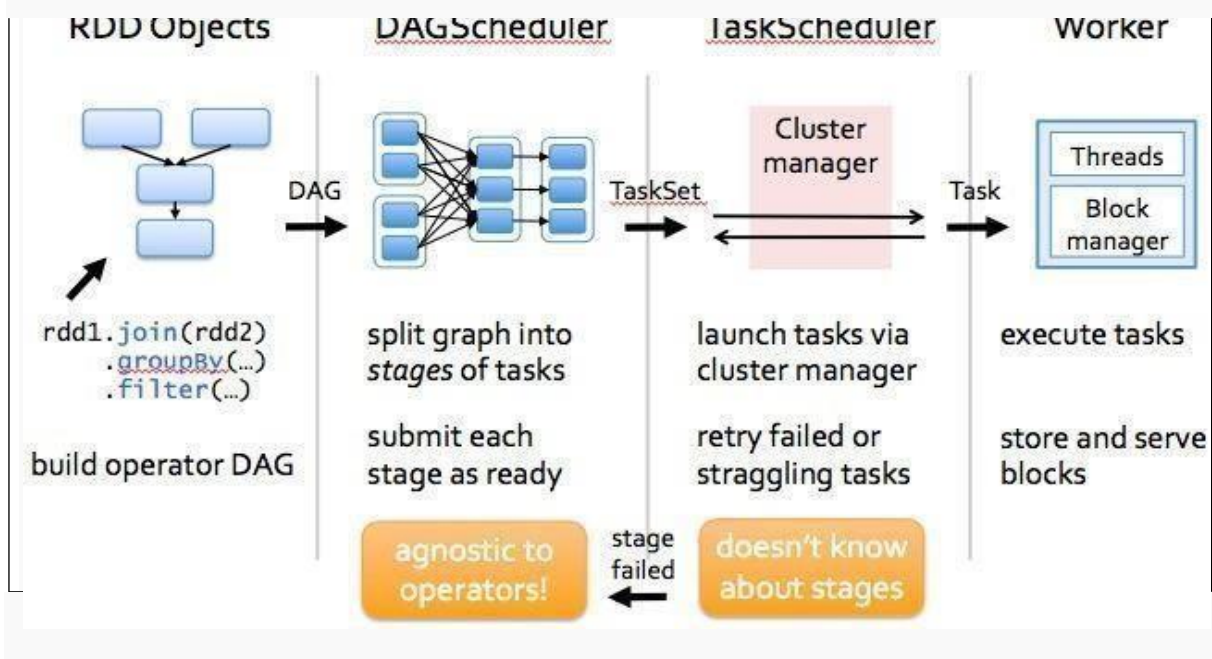 RDD Objects
DAGScheduler
TaskScheduler
Worker
DAG
TaskSet
Cluster
manager
Task
Threads
Block
manager
rdd1.join(rdd2)
.groupBy(…)
.filter(…)
build operator DAG
split graph into
stages of tasks
submit each
stage as ready
agnostic to
operators!
launch tasks via
cluster manager
retry failed or
straggling tasks
stage
failed
doesn't know
about stages
execute tasks
store and serve
blocks